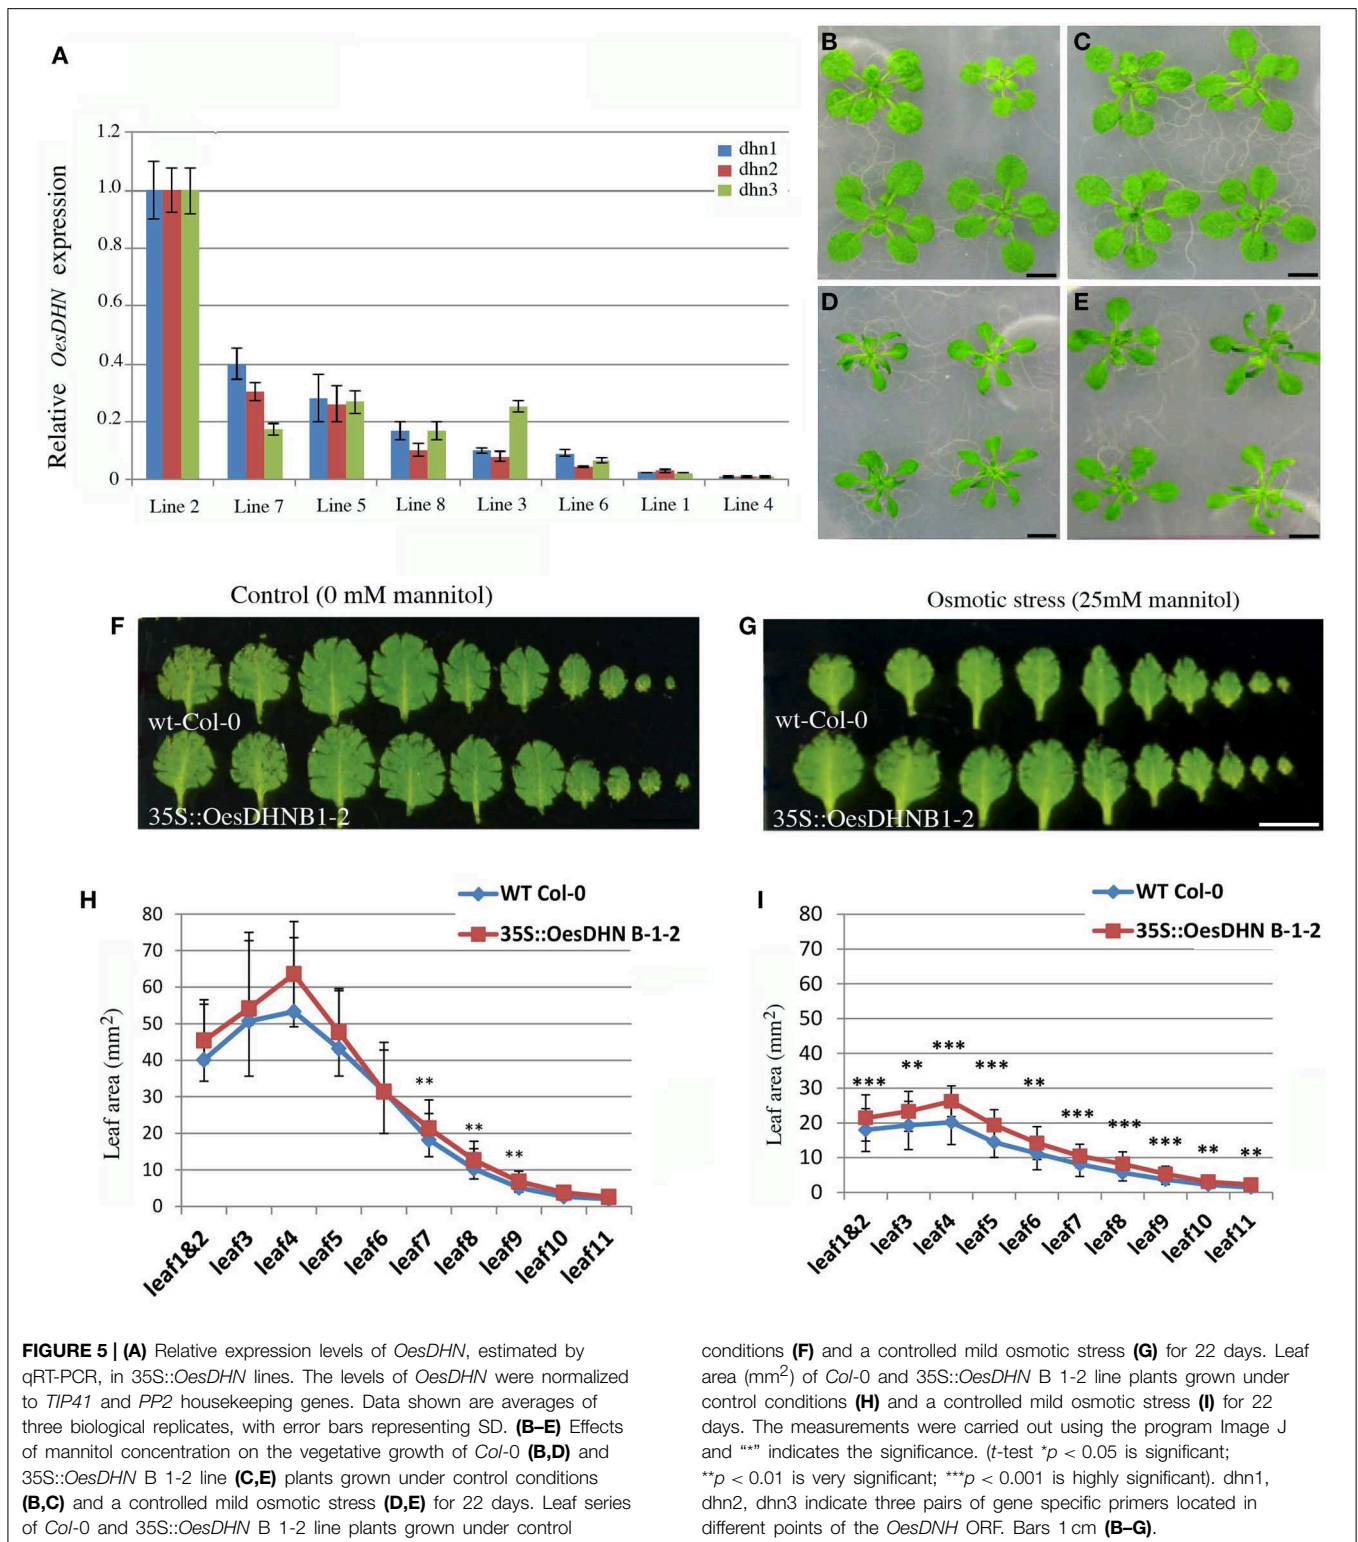 A
1.2
1.0
0.8
0.6
0.4
0.2
0
Relative OesDHN expression
dhn1
dhn2
dhn3
Line 2 Line 7 Line 5 Line 8 Line 3 Line 6 Line 1 Line 4
B
C
D
E
Control (0 mM mannitol)
F
wt-Col-0
35S::OesDHNB1-2
Osmotic stress (25mM mannitol)
G
wt-Col-0
35S::OesDHNB1-2
H
WT Col-0
35S::OesDHN B-1-2
80
70
60
50
40
30
20
10
0
Leaf area (mm²)
** ** **
leaf1&2 leaf3 leaf4 leaf5 leaf6 leaf7 leaf8 leaf9 leaf10 leaf11
I
WT Col-0
35S::OesDHN B-1-2
80
70
60
50
40
30
20
10
0
Leaf area (mm²)
*** ** *** *** ** *** *** *** ** **
leaf1&2 leaf3 leaf4 leaf5 leaf6 leaf7 leaf8 leaf9 leaf10 leaf11
FIGURE 5 | (A) Relative expression levels of OesDHN, estimated by
qRT-PCR, in 35S::OesDHN lines. The levels of OesDHN were normalized
to TIP41 and PP2 housekeeping genes. Data shown are averages of
three biological replicates, with error bars representing SD. (B–E) Effects
of mannitol concentration on the vegetative growth of Col-0 (B,D) and
35S::OesDHN B 1-2 line (C,E) plants grown under control conditions
(B,C) and a controlled mild osmotic stress (D,E) for 22 days. Leaf series
of Col-0 and 35S::OesDHN B 1-2 line plants grown under control
conditions (F) and a controlled mild osmotic stress (G) for 22 days. Leaf
area (mm²) of Col-0 and 35S::OesDHN B 1-2 line plants grown under
control conditions (H) and a controlled mild osmotic stress (I) for 22
days. The measurements were carried out using the program Image J
and "*" indicates the significance. (t-test *p < 0.05 is significant;
**p < 0.01 is very significant; ***p < 0.001 is highly significant). dhn1,
dhn2, dhn3 indicate three pairs of gene specific primers located in
different points of the OesDNH ORF. Bars 1 cm (B–G).